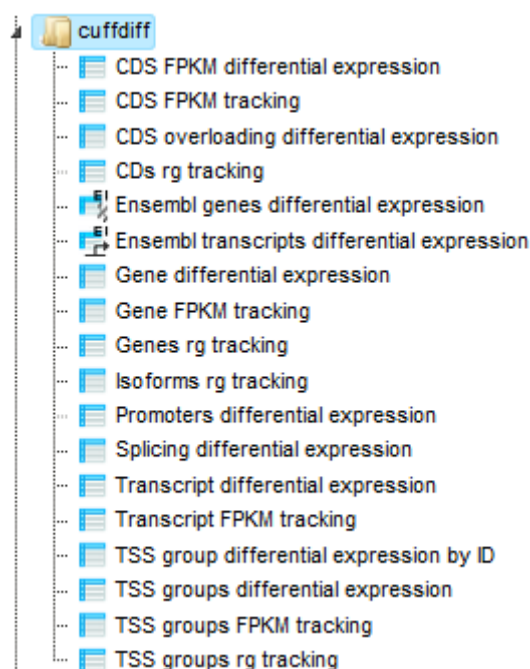 cuffdiff
CDS FPKM differential expression
CDS FPKM tracking
CDS overloading differential expression
CDs rg tracking
Ensembl genes differential expression
Ensembl transcripts differential expression
Gene differential expression
Gene FPKM tracking
Genes rg tracking
Isoforms rg tracking
Promoters differential expression
Splicing differential expression
Transcript differential expression
Transcript FPKM tracking
TSS group differential expression by ID
TSS groups differential expression
TSS groups FPKM tracking
TSS groups rg tracking